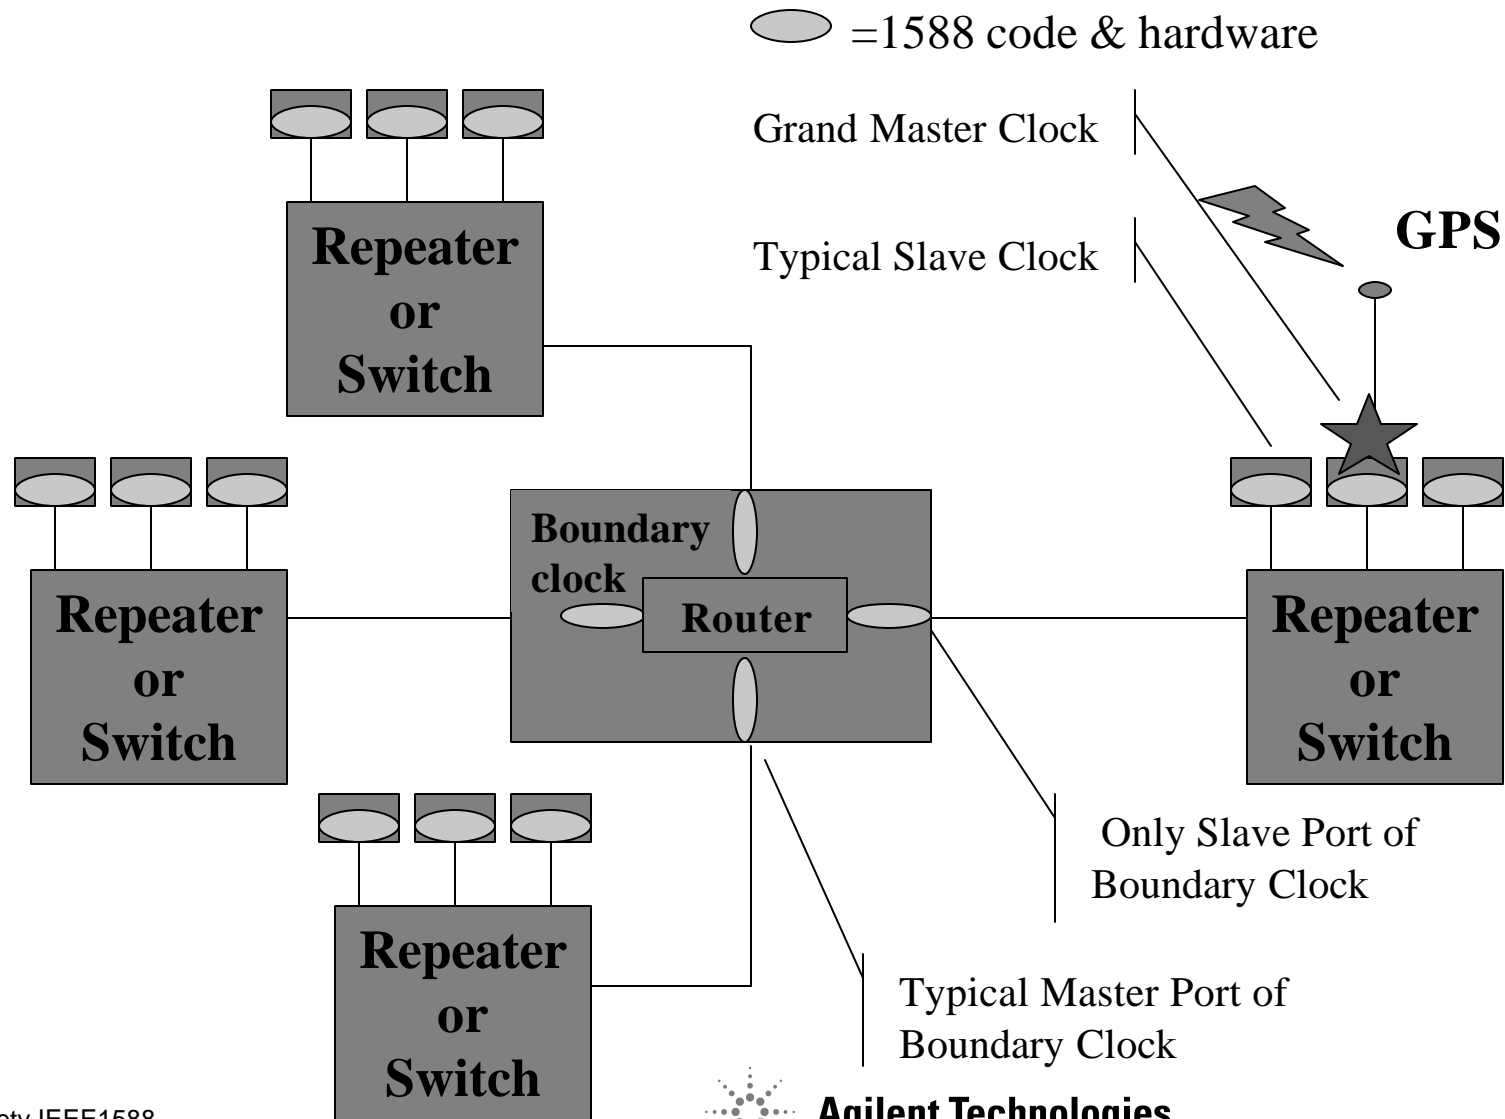 =1588 code & hardware
Grand Master Clock
GPS
Typical Slave Clock
Repeater
or
Switch
Boundary
clock
Router
Repeater
or
Switch
Repeater
or
Switch
Only Slave Port of
Boundary Clock
Repeater
or
Switch
Typical Master Port of
Boundary Clock
Agilent Technologies
IEEE1588